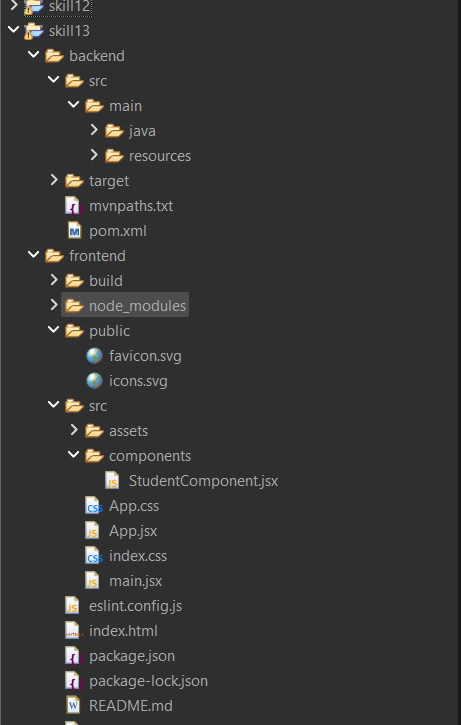 skill12
skill13
backend
src
main
java
resources
target
mvnpaths.txt
pom.xml
frontend
build
node_modules
public
favicon.svg
icons.svg
src
assets
components
StudentComponent.jsx
App.css
App.jsx
index.css
main.jsx
eslint.config.js
index.html
package.json
package-lock.json
README.md